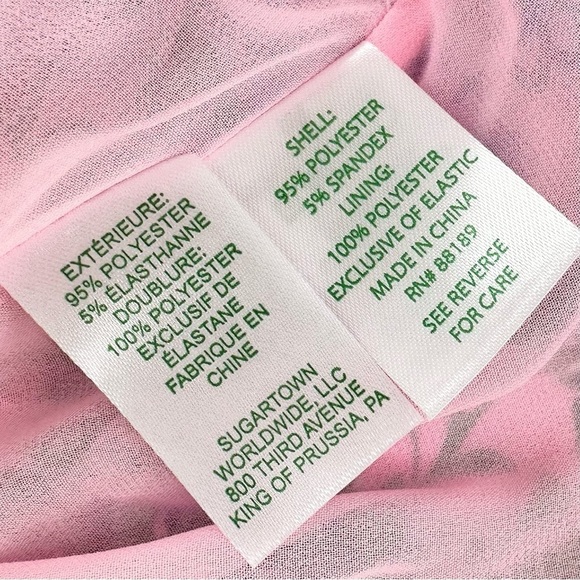 EXTÉRIEURE:
95% POLYESTER
5% ÉLASTHANNE
DOUBLURE:
100% POLYESTER
EXCLUSIF DE
ÉLASTANE
FABRIQUE EN
CHINE
SUGARTOWN
WORLDWIDE, LLC
800 THIRD AVENUE
KING OF PRUSSIA, PA
SHELL:
95% POLYESTER
5% SPANDEX
LINING:
100% POLYESTER
EXCLUSIVE OF ELASTIC
MADE IN CHINA
RN# 88189
SEE REVERSE
FOR CARE